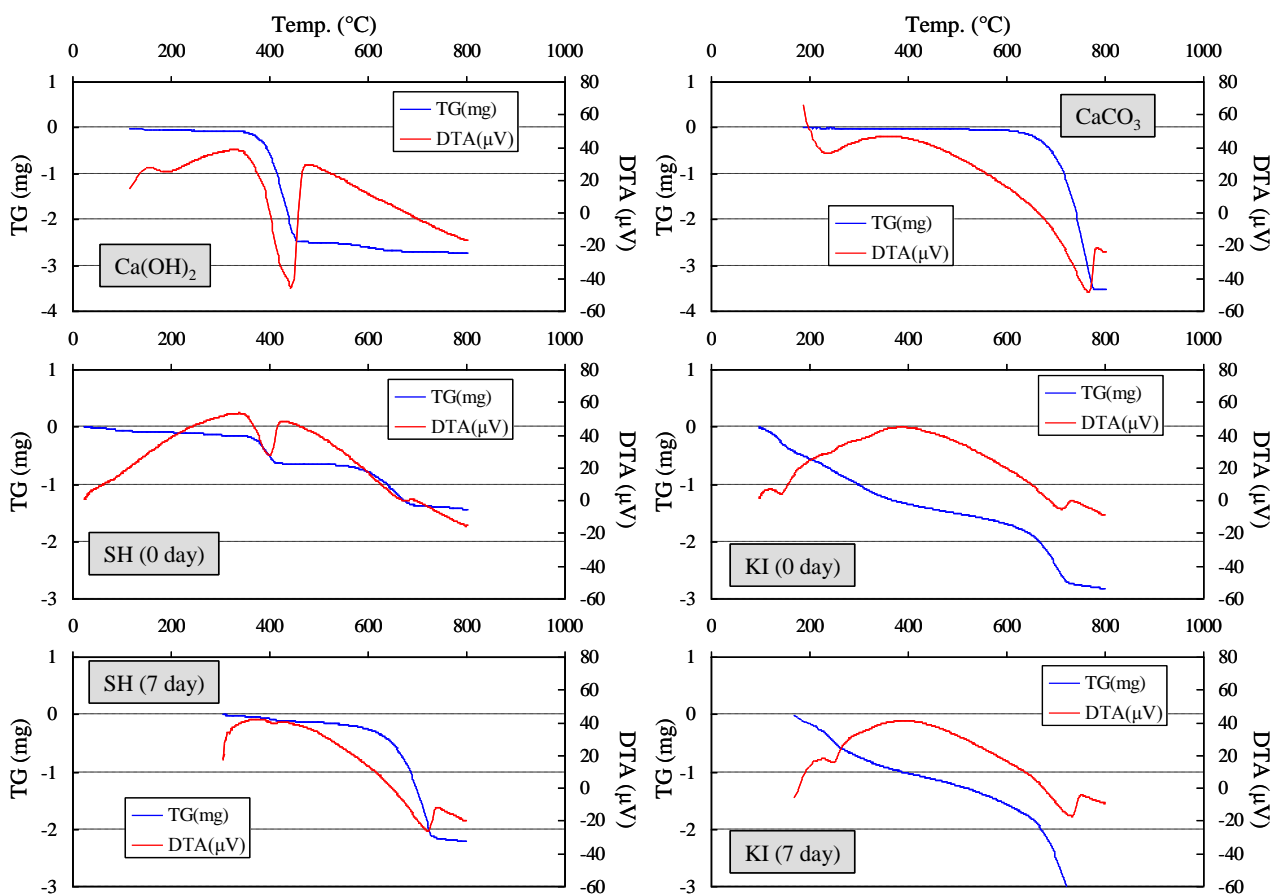 Temp. (°C)
0 200 400 600 800 1000
1 0 -1 -2 -3 -4
TG (mg)
80 60 40 20 0 -20 -40 -60
DTA (μV)
TG(mg)
DTA(μV)
Ca(OH)2
Temp. (°C)
0 200 400 600 800 1000
1 0 -1 -2 -3 -4
TG (mg)
80 60 40 20 0 -20 -40 -60
DTA (μV)
CaCO3
TG(mg)
DTA(μV)
0 200 400 600 800 1000
1 0 -1 -2 -3
TG (mg)
80 60 40 20 0 -20 -40 -60
DTA (μV)
TG(mg)
DTA(μV)
SH (0 day)
0 200 400 600 800 1000
1 0 -1 -2 -3
TG (mg)
80 60 40 20 0 -20 -40 -60
DTA (μV)
TG(mg)
DTA(μV)
KI (0 day)
0 200 400 600 800 1000
1 0 -1 -2 -3
TG (mg)
80 60 40 20 0 -20 -40 -60
DTA (μV)
SH (7 day)
TG(mg)
DTA(μV)
0 200 400 600 800 1000
1 0 -1 -2 -3
TG (mg)
80 60 40 20 0 -20 -40 -60
DTA (μV)
TG(mg)
DTA(μV)
KI (7 day)